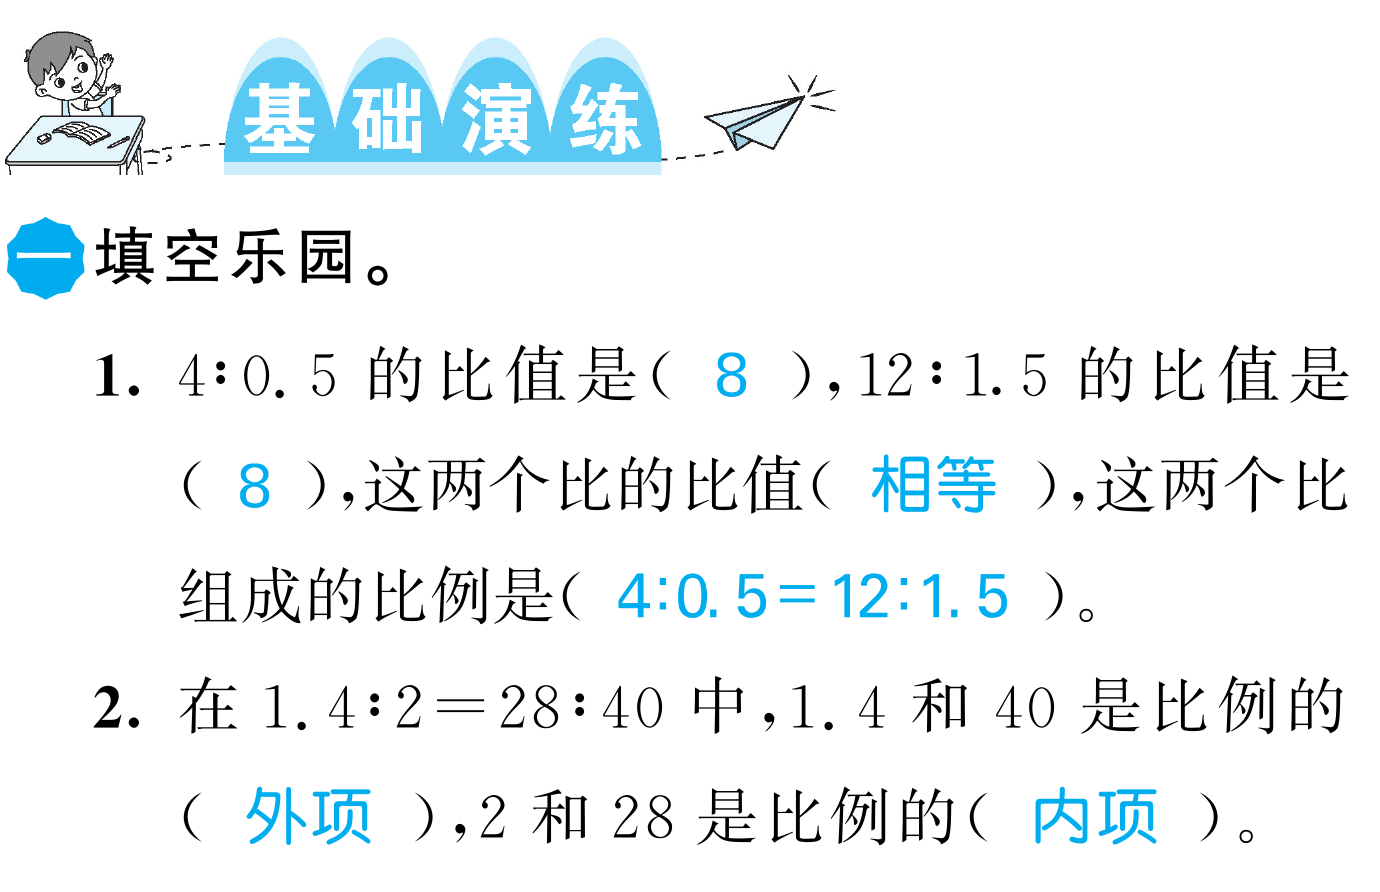 基础演练
一 填空乐园。
1. 4∶0.5 的比值是( 8 ),12∶1.5 的比值是
( 8 ),这两个比的比值( 相等 ),这两个比
组成的比例是( 4∶0.5=12∶1.5 )。
2. 在 1.4∶2=28∶40 中,1.4 和 40 是比例的
( 外项 ),2 和 28 是比例的( 内项 )。